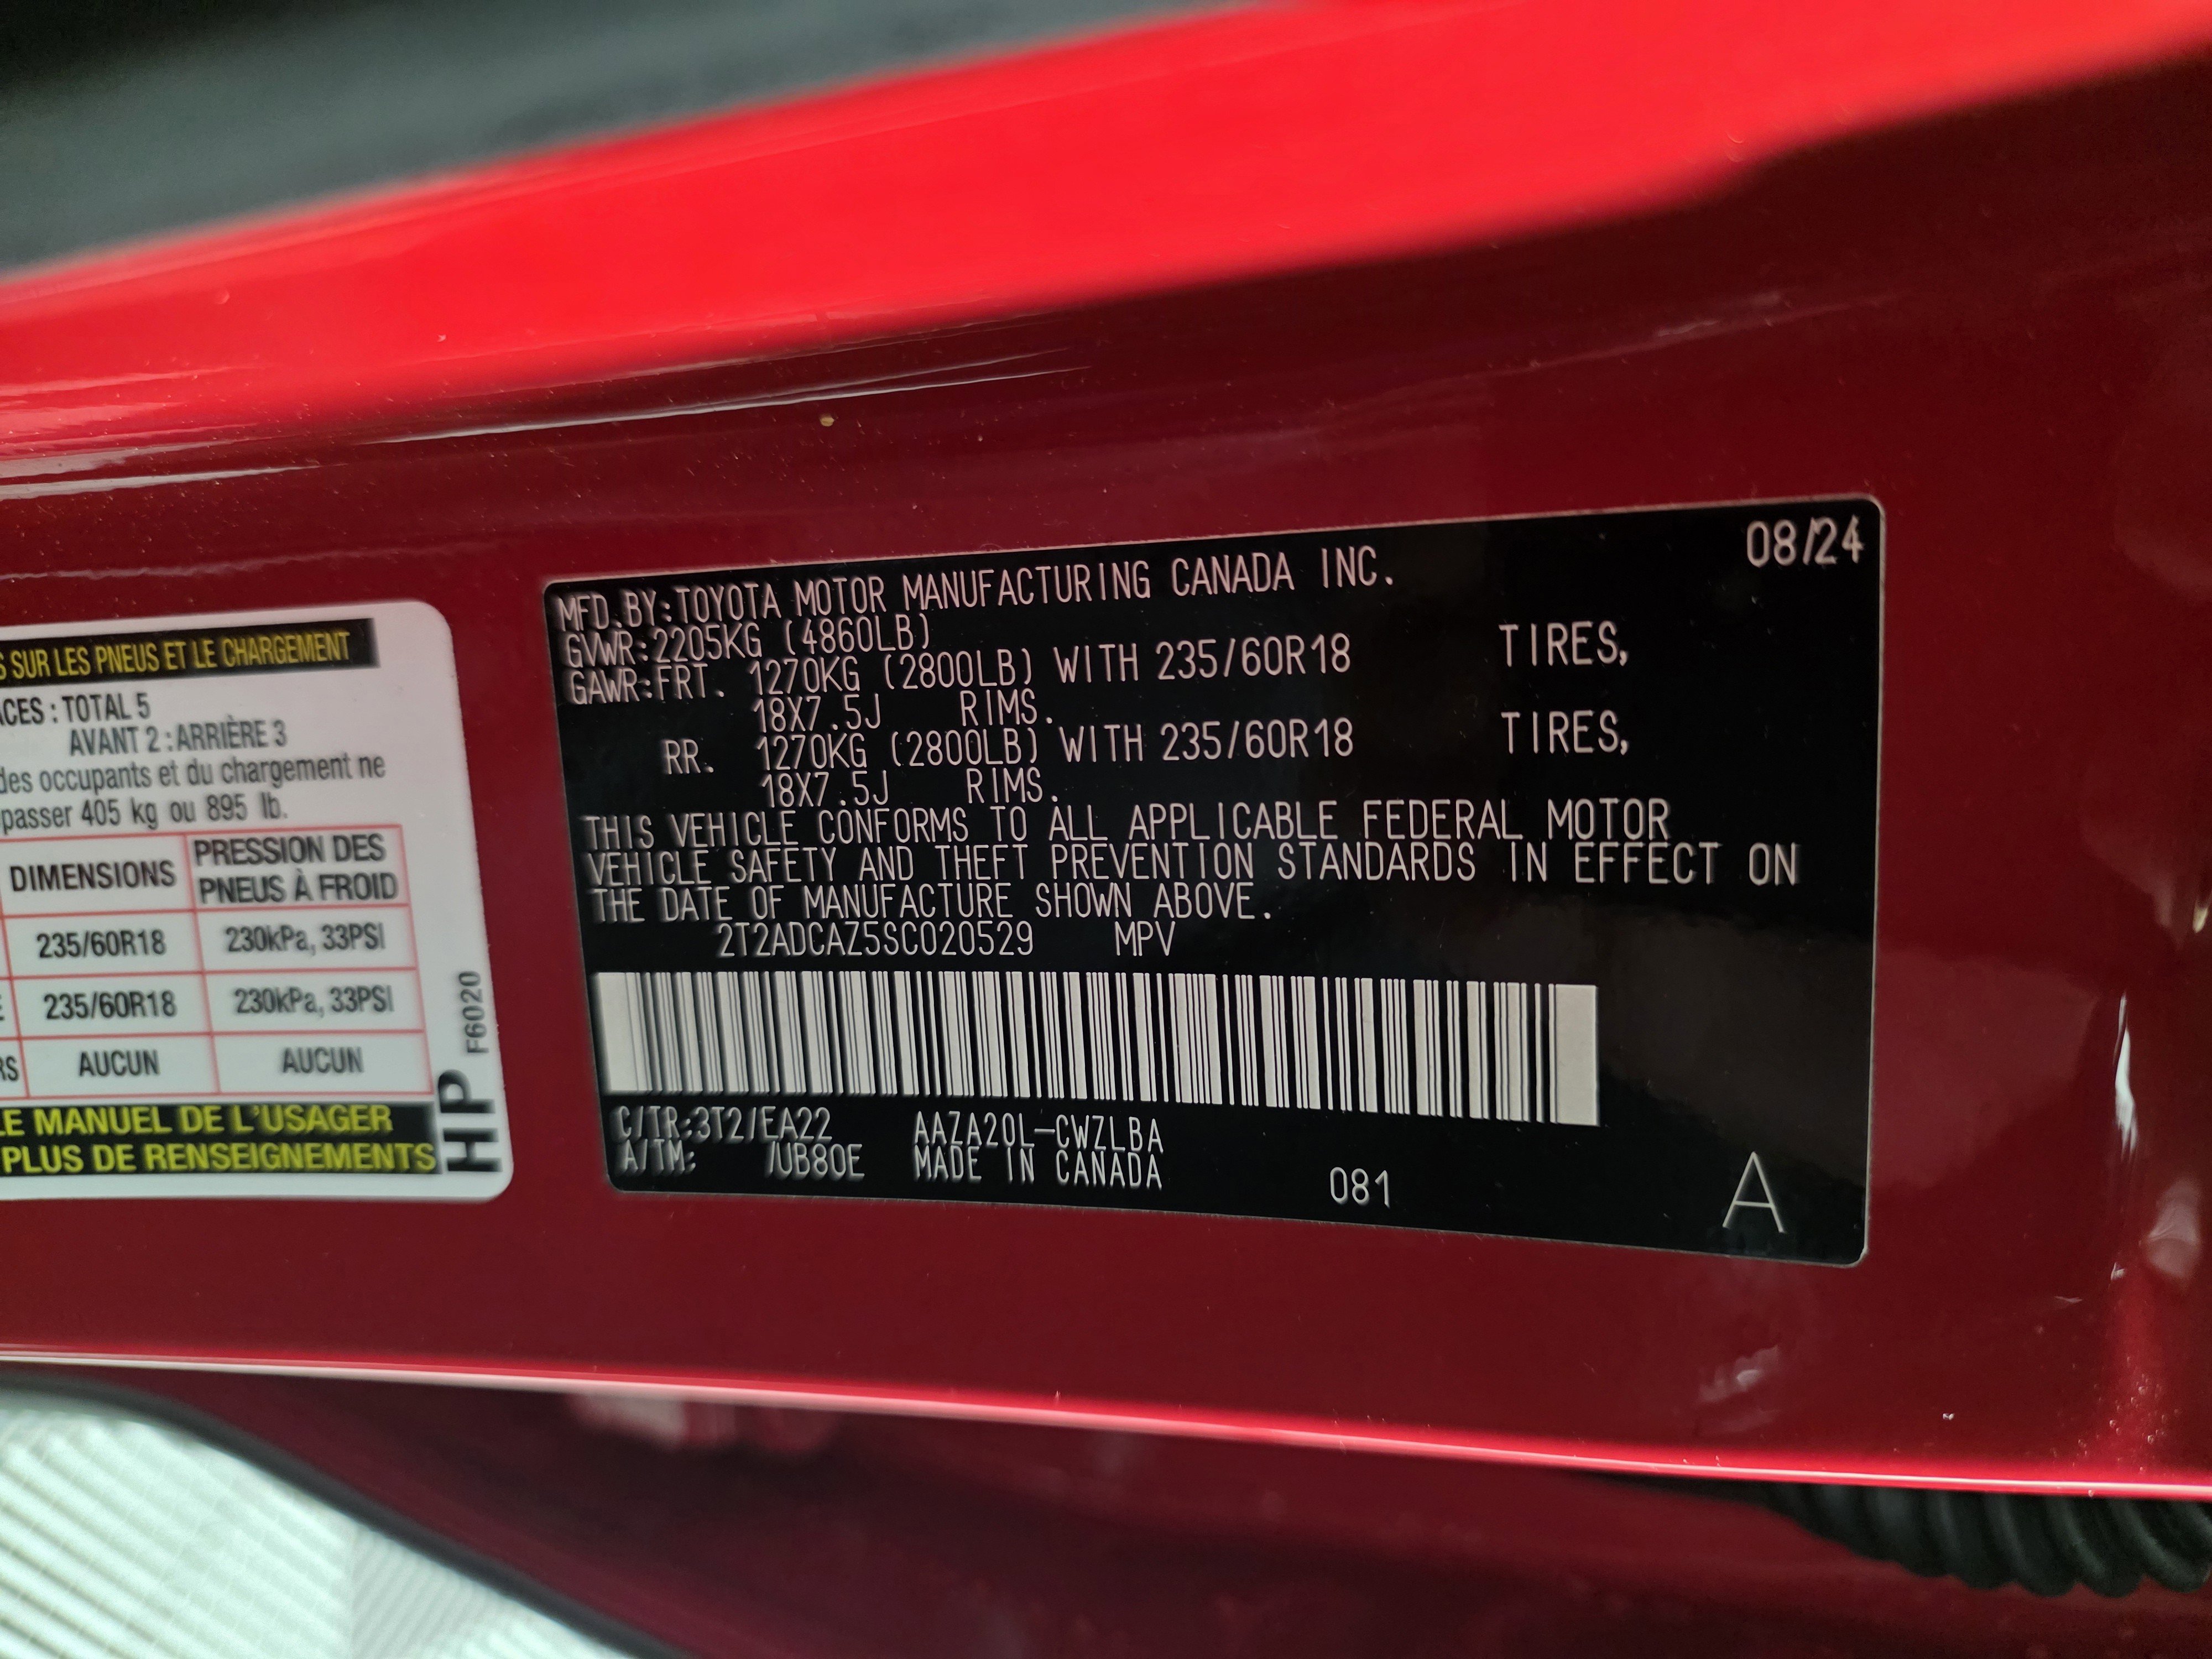 SUR LES PNEUS ET LE CHARGEMENT
TOTAL 5
AVANT 2 : ARRIÈRE 3
des occupants et du chargement ne
passer 405 kg ou 895 lb.
DIMENSIONS PRESSION DES PNEUS À FROID
235/60R18 230kPa, 33PSI
235/60R18 230kPa, 33PSI
AUCUN AUCUN
LE MANUEL DE L'USAGER
PLUS DE RENSEIGNEMENTS
F6020
HP
08/24
MFD.BY:TOYOTA MOTOR MANUFACTURING CANADA INC.
GVWR:2205KG (4860LB)
GAWR:FRT. 1270KG (2800LB) WITH 235/60R18 TIRES,
18X7.5J RIMS.
RR. 1270KG (2800LB) WITH 235/60R18 TIRES,
18X7.5J RIMS.
THIS VEHICLE CONFORMS TO ALL APPLICABLE FEDERAL MOTOR
VEHICLE SAFETY AND THEFT PREVENTION STANDARDS IN EFFECT ON
THE DATE OF MANUFACTURE SHOWN ABOVE.
2T2ADCAZ5SC020529 MPV
C/TR:3T2/EA22 AAZA20L-CWZLBA
A/TM: /UB80E MADE IN CANADA
081
A